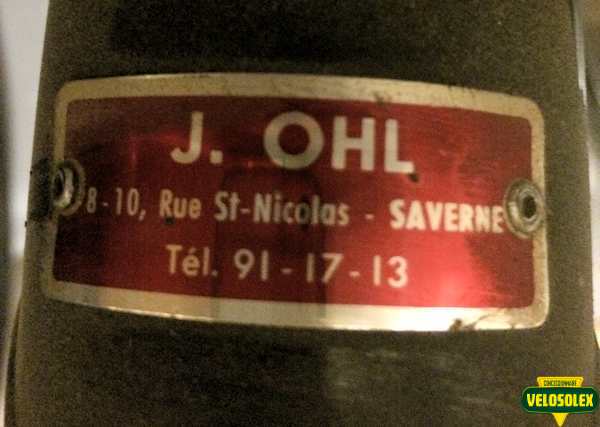 J. OHL
8-10, Rue St-Nicolas - SAVERNE
Tél. 91-17-13
CONCESSIONNAIRE
VELOSOLEX